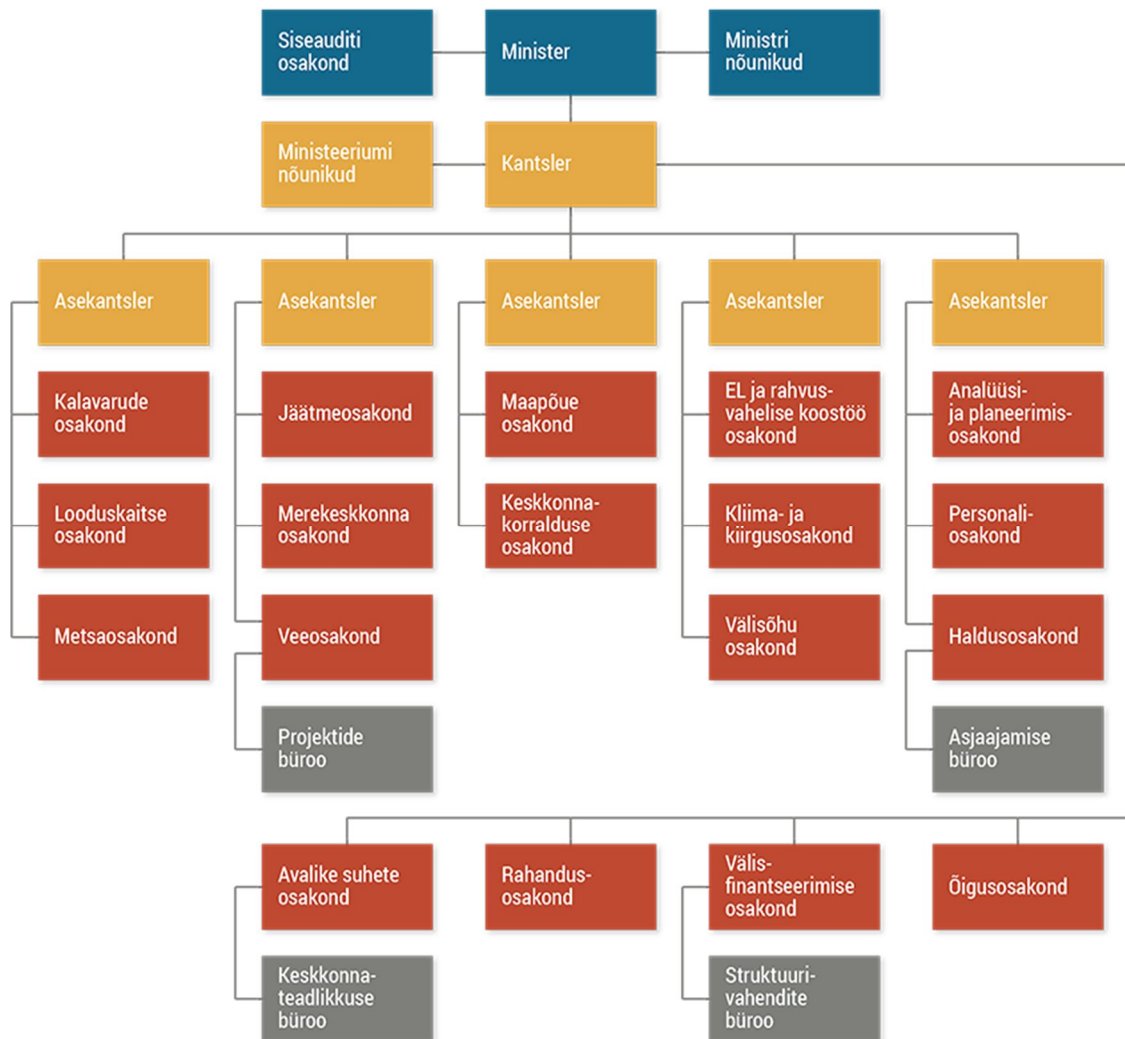 Siseauditi
osakond
Minister
Ministri
nõunikud
Ministeeriumi
nõunikud
Kantsler
Asekantsler
Asekantsler
Asekantsler
Asekantsler
Asekantsler
Kalavarude
osakond
Jäätmeosakond
Maapõue
osakond
EL ja rahvus-
vahelise koostöö
osakond
Analüüsi-
ja planeerimis-
osakond
Looduskaitse
osakond
Merekeskkonna
osakond
Keskkonna-
korralduse
osakond
Kliima- ja
kiirgusosakond
Personali-
osakond
Metsaosakond
Veeosakond
Välisõhu
osakond
Haldusosakond
Projektide
büroo
Asjaajamise
büroo
Avalike suhete
osakond
Rahandus-
osakond
Välis-
finantseerimise
osakond
Õigusosakond
Keskkonna-
teadlikkuse
büroo
Struktuuri-
vahendite
büroo